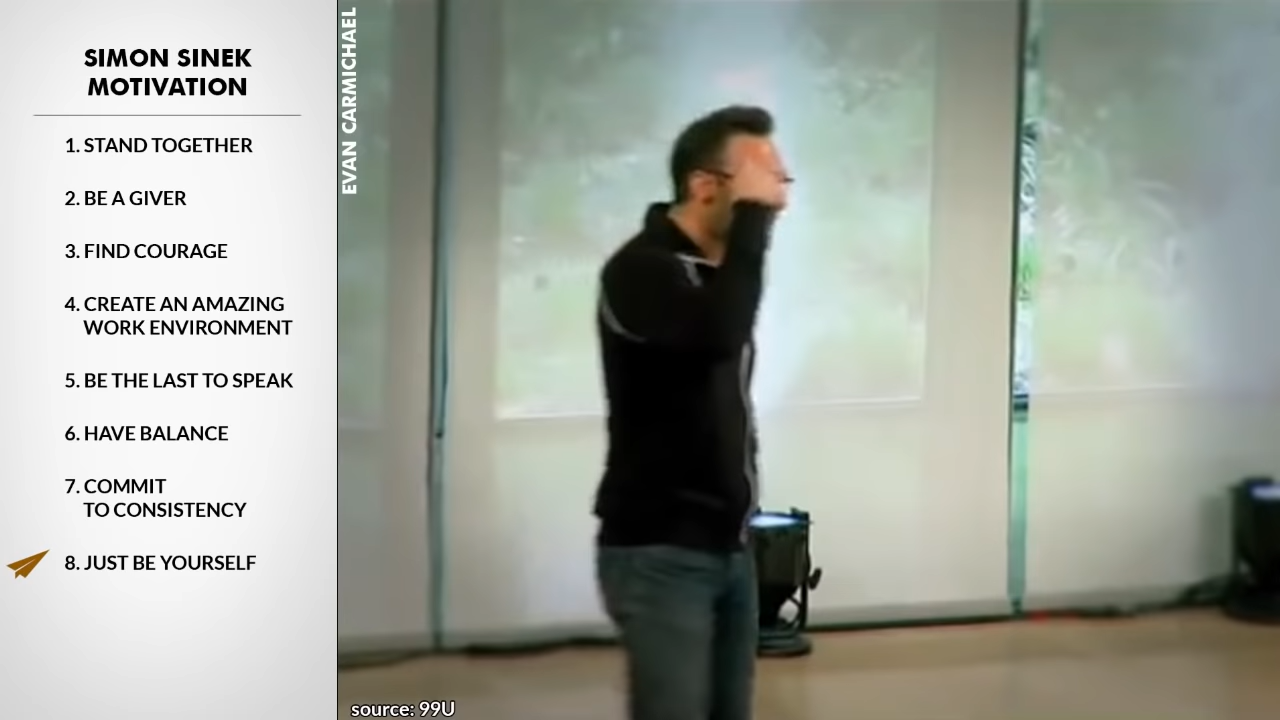 SIMON SINEK
MOTIVATION
1. STAND TOGETHER
2. BE A GIVER
3. FIND COURAGE
4. CREATE AN AMAZING
WORK ENVIRONMENT
5. BE THE LAST TO SPEAK
6. HAVE BALANCE
7. COMMIT
TO CONSISTENCY
8. JUST BE YOURSELF
EVAN CARMICHAEL
source: 99U